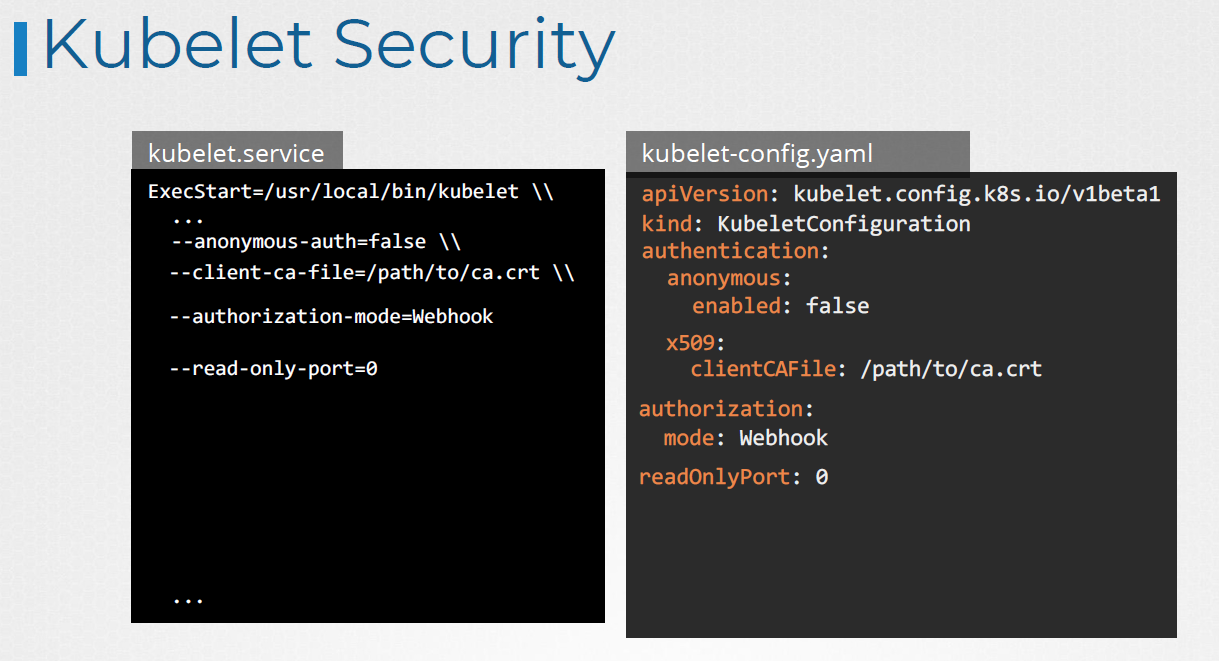 Kubelet Security
kubelet.service
ExecStart=/usr/local/bin/kubelet \\
...
--anonymous-auth=false \\
--client-ca-file=/path/to/ca.crt \\
--authorization-mode=Webhook
--read-only-port=0
...
kubelet-config.yaml
apiVersion: kubelet.config.k8s.io/v1beta1
kind: KubeletConfiguration
authentication:
  anonymous:
    enabled: false
  x509:
    clientCAFile: /path/to/ca.crt
authorization:
  mode: Webhook
readOnlyPort: 0